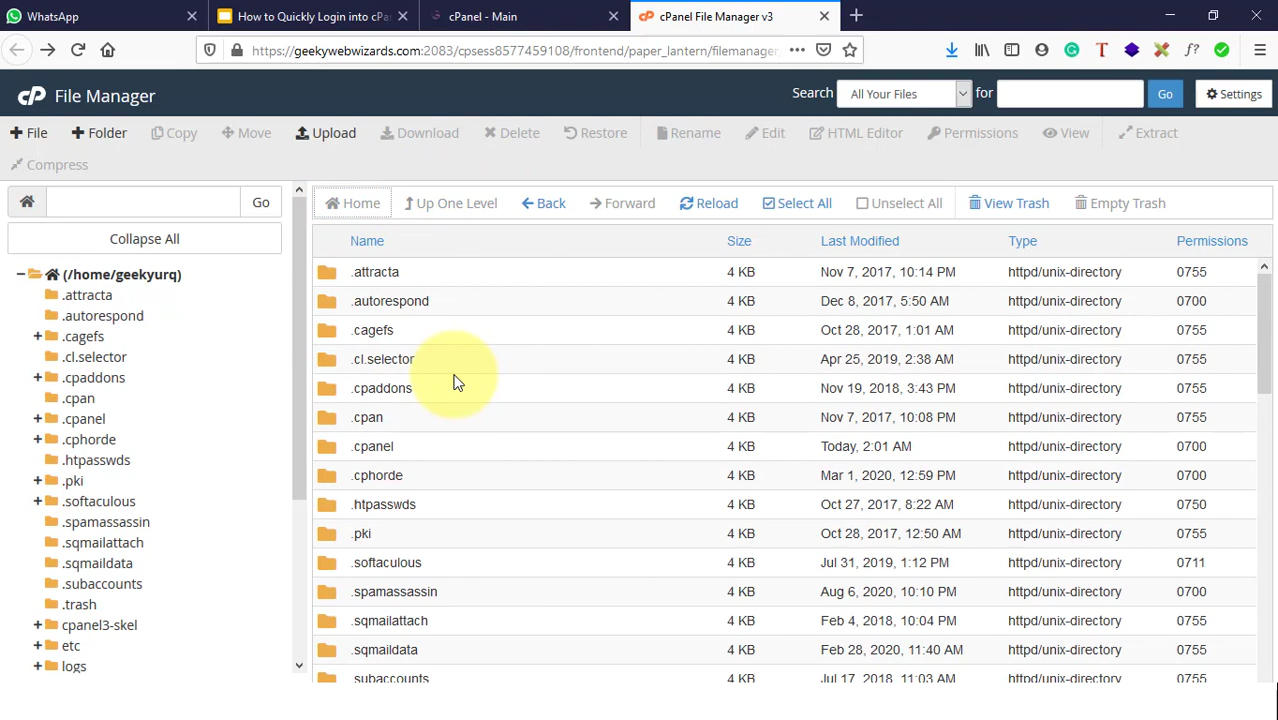 WhatsApp
How to Quickly Login into cPa
cPanel - Main
cPanel File Manager v3
https://geekywebwizards.com:2083/cpsess8577459108/frontend/paper_lantern/filemanager
cP File Manager
Search All Your Files for Go Settings
File Folder Copy Move Upload Download Delete Restore Rename Edit HTML Editor Permissions View Extract
Compress
Go
Collapse All
(/home/geekyurq)
.attracta
.autorespond
.cagefs
.cl.selector
.cpaddons
.cpan
.cpanel
.cphorde
.htpasswds
.pki
.softaculous
.spamassassin
.sqmailattach
.sqmaildata
.subaccounts
.trash
cpanel3-skel
etc
logs
Home Up One Level Back Forward Reload Select All Unselect All View Trash Empty Trash
Name Size Last Modified Type Permissions
.attracta 4 KB Nov 7, 2017, 10:14 PM httpd/unix-directory 0755
.autorespond 4 KB Dec 8, 2017, 5:50 AM httpd/unix-directory 0700
.cagefs 4 KB Oct 28, 2017, 1:01 AM httpd/unix-directory 0755
.cl.selector 4 KB Apr 25, 2019, 2:38 AM httpd/unix-directory 0755
.cpaddons 4 KB Nov 19, 2018, 3:43 PM httpd/unix-directory 0755
.cpan 4 KB Nov 7, 2017, 10:08 PM httpd/unix-directory 0755
.cpanel 4 KB Today, 2:01 AM httpd/unix-directory 0700
.cphorde 4 KB Mar 1, 2020, 12:59 PM httpd/unix-directory 0700
.htpasswds 4 KB Oct 27, 2017, 8:22 AM httpd/unix-directory 0750
.pki 4 KB Oct 28, 2017, 12:50 AM httpd/unix-directory 0755
.softaculous 4 KB Jul 31, 2019, 1:12 PM httpd/unix-directory 0711
.spamassassin 4 KB Aug 6, 2020, 10:10 PM httpd/unix-directory 0700
.sqmailattach 4 KB Feb 4, 2018, 10:04 PM httpd/unix-directory 0755
.sqmaildata 4 KB Feb 28, 2020, 11:40 AM httpd/unix-directory 0755
.subaccounts 4 KB Jul 17, 2018, 11:03 AM httpd/unix-directory 0700